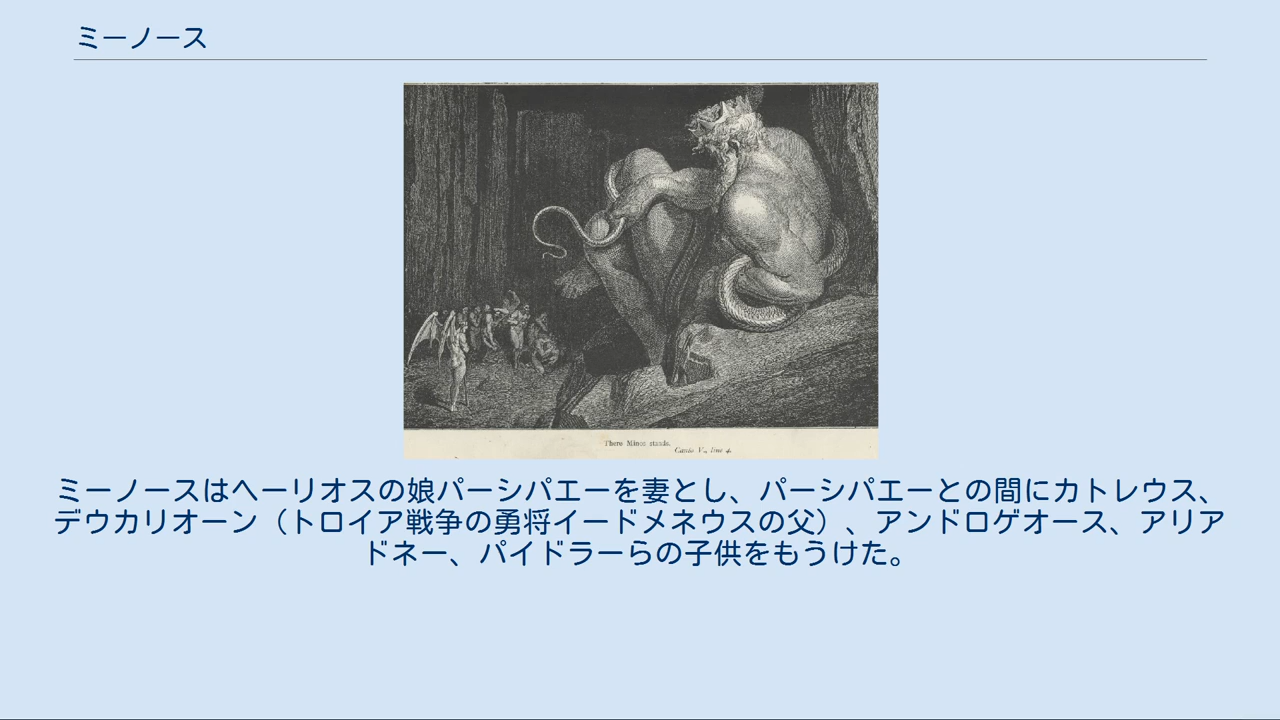 ミーノース
There Minos stands.
Canto V., line 4.
ミーノースはヘーリオスの娘パーシパエーを妻とし、パーシパエーとの間にカトレウス、
デウカリオーン（トロイア戦争の勇将イードメネウスの父）、アンドロゲオース、アリア
ドネー、パイドラーらの子供をもうけた。